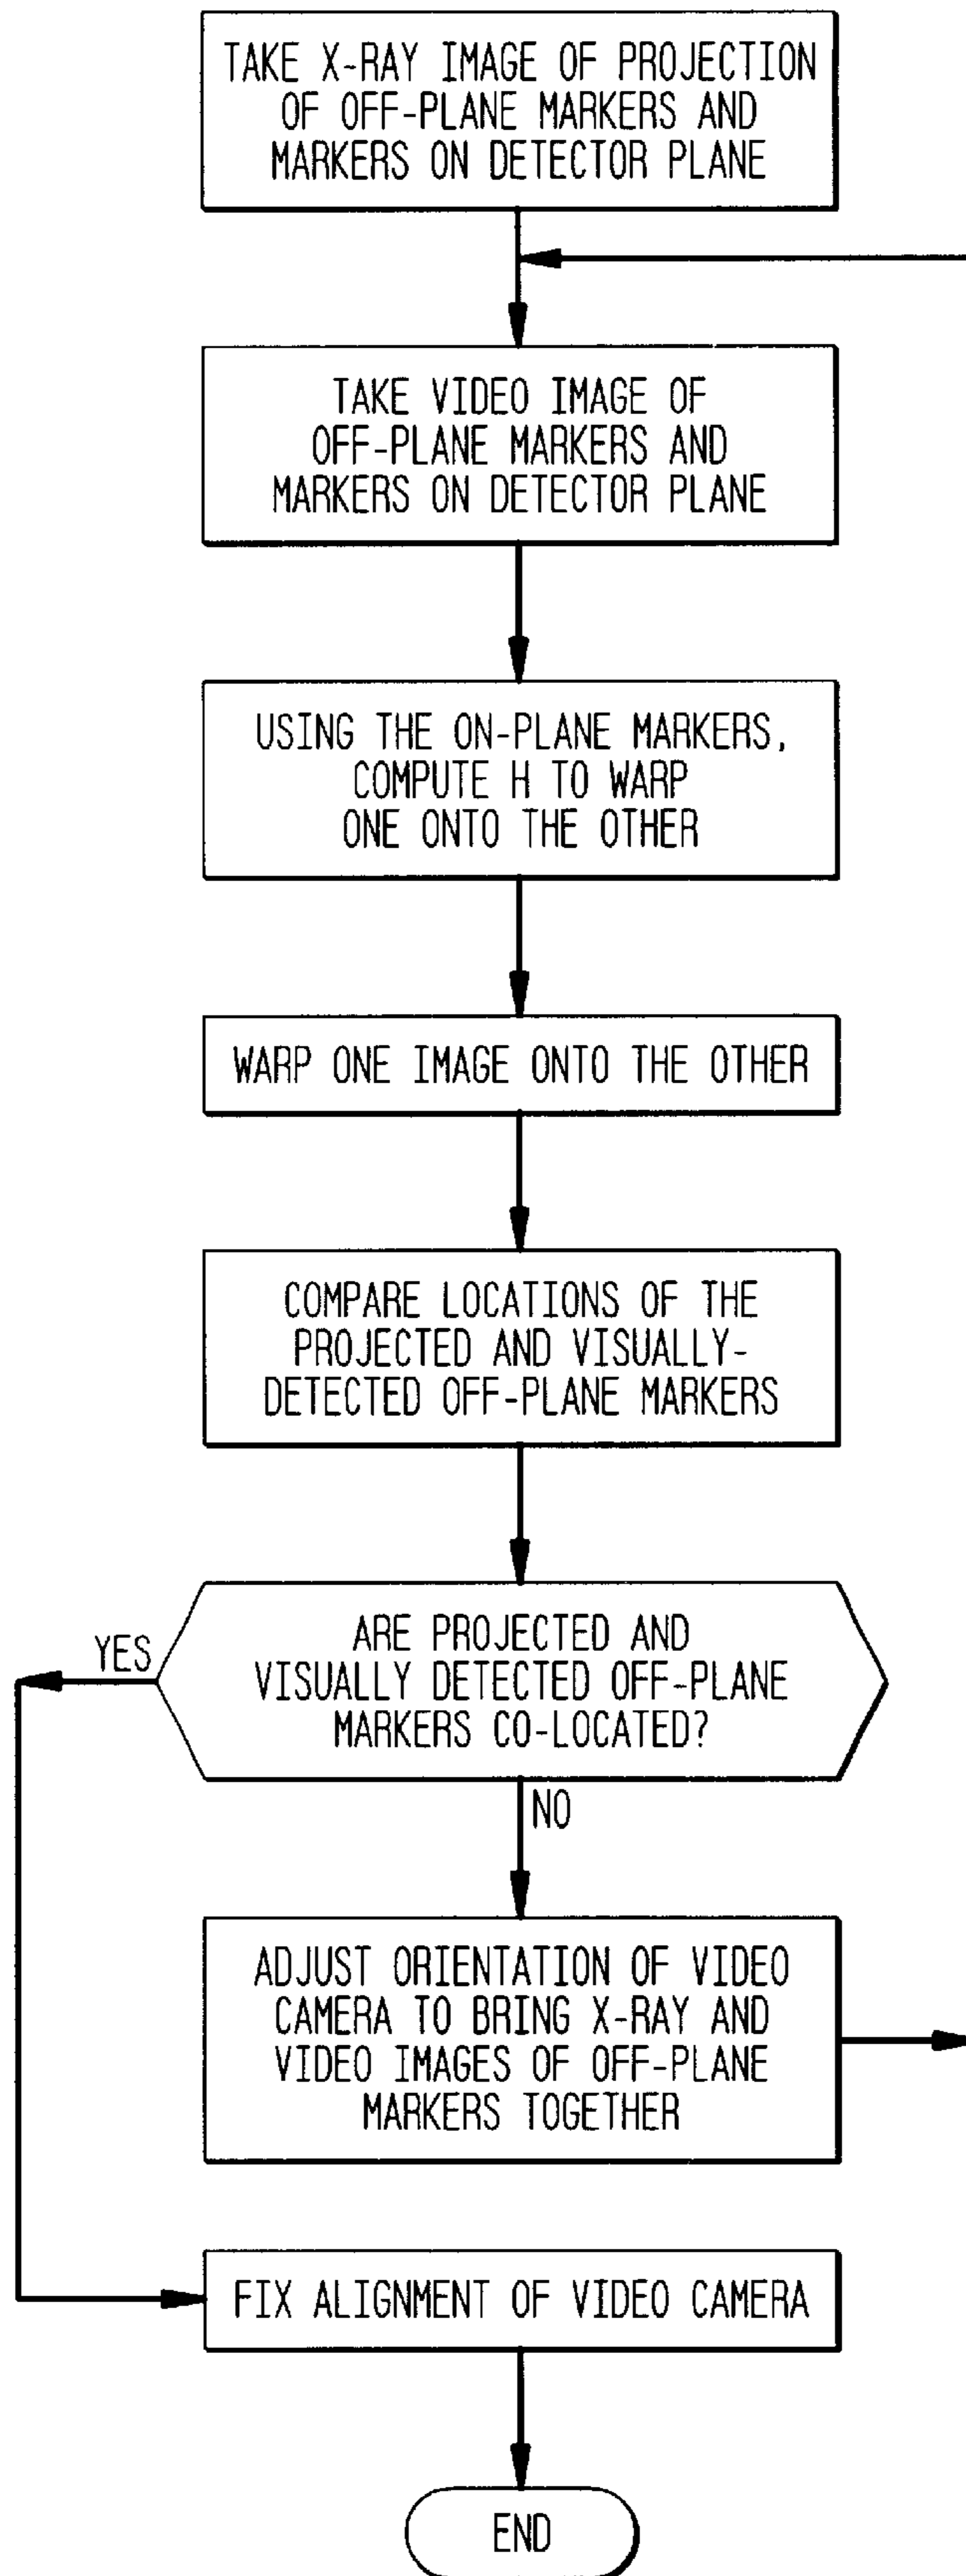 TAKE X-RAY IMAGE OF PROJECTION
OF OFF-PLANE MARKERS AND
MARKERS ON DETECTOR PLANE
TAKE VIDEO IMAGE OF
OFF-PLANE MARKERS AND
MARKERS ON DETECTOR PLANE
USING THE ON-PLANE MARKERS,
COMPUTE H TO WARP
ONE ONTO THE OTHER
WARP ONE IMAGE ONTO THE OTHER
COMPARE LOCATIONS OF THE
PROJECTED AND VISUALLY-
DETECTED OFF-PLANE MARKERS
ARE PROJECTED AND
VISUALLY DETECTED OFF-PLANE
MARKERS CO-LOCATED?
YES
NO
ADJUST ORIENTATION OF VIDEO
CAMERA TO BRING X-RAY AND
VIDEO IMAGES OF OFF-PLANE
MARKERS TOGETHER
FIX ALIGNMENT OF VIDEO CAMERA
END